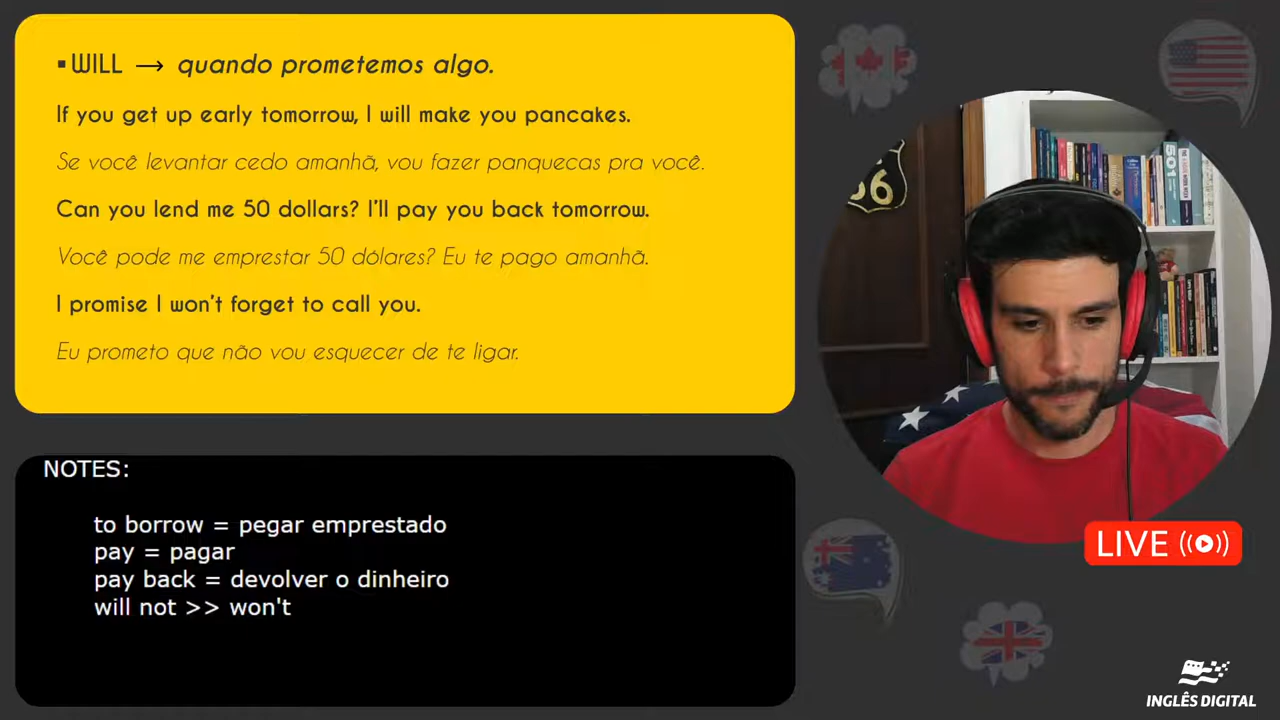 ▪WILL → quando prometemos algo.
If you get up early tomorrow, I will make you pancakes.
Se você levantar cedo amanhã, vou fazer panquecas pra você.
Can you lend me 50 dollars? I'll pay you back tomorrow.
Você pode me emprestar 50 dólares? Eu te pago amanhã.
I promise I won't forget to call you.
Eu prometo que não vou esquecer de te ligar.
NOTES:
to borrow = pegar emprestado
pay = pagar
pay back = devolver o dinheiro
will not >> won't
66
501
LIVE
INGLÊS DIGITAL